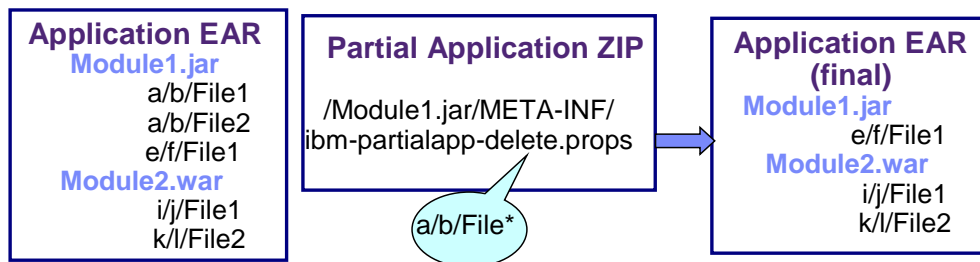 Application EAR
Module1.jar
a/b/File1
a/b/File2
e/f/File1
Module2.war
i/j/File1
k/l/File2
Partial Application ZIP
/Module1.jar/META-INF/
ibm-partialapp-delete.props
a/b/File*
Application EAR
(final)
Module1.jar
e/f/File1
Module2.war
i/j/File1
k/l/File2